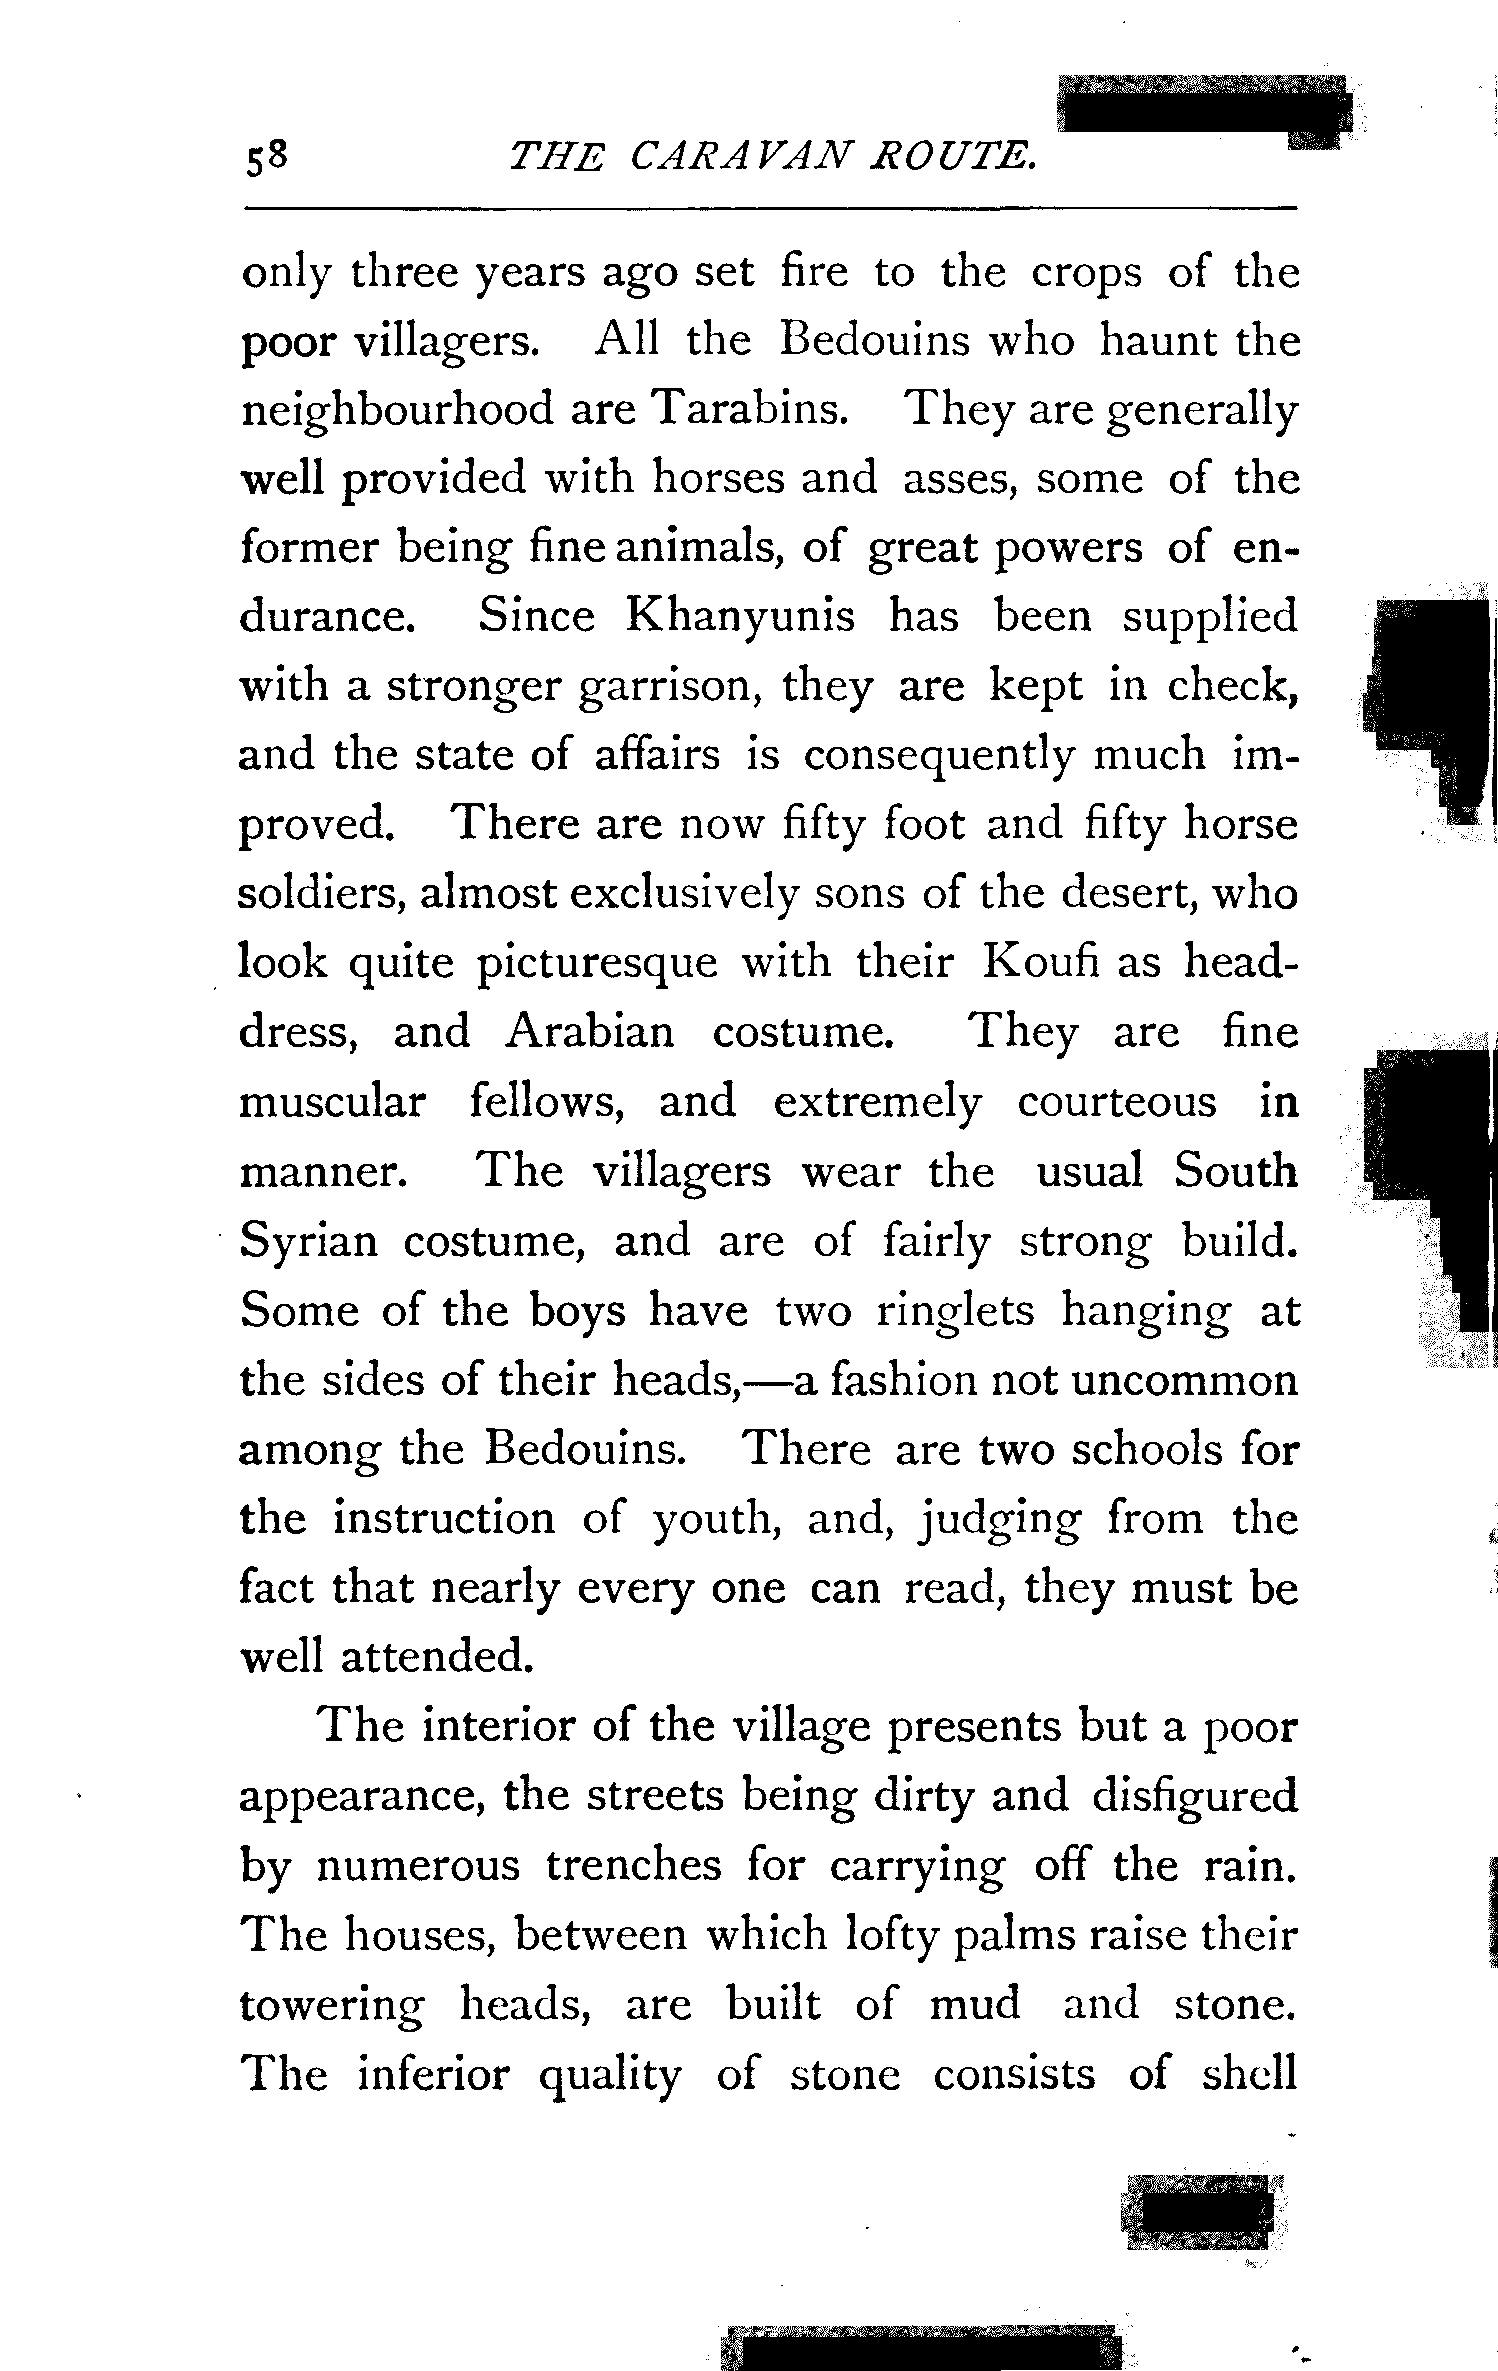 58 THE CARAVAN ROUTE.
only three years ago set fire to the crops of the
poor villagers. All the Bedouins who haunt the
neighbourhood are Tarabins. They are generally
well provided with horses and asses, some of the
former being fine animals, of great powers of en-
durance. Since Khanyunis has been supplied
with a stronger garrison, they are kept in check,
and the state of affairs is consequently much im-
proved. There are now fifty foot and fifty horse
soldiers, almost exclusively sons of the desert, who
look quite picturesque with their Koufi as head-
dress, and Arabian costume. They are fine
muscular fellows, and extremely courteous in
manner. The villagers wear the usual South
Syrian costume, and are of fairly strong build.
Some of the boys have two ringlets hanging at
the sides of their heads,—a fashion not uncommon
among the Bedouins. There are two schools for
the instruction of youth, and, judging from the
fact that nearly every one can read, they must be
well attended.
The interior of the village presents but a poor
appearance, the streets being dirty and disfigured
by numerous trenches for carrying off the rain.
The houses, between which lofty palms raise their
towering heads, are built of mud and stone.
The inferior quality of stone consists of shell